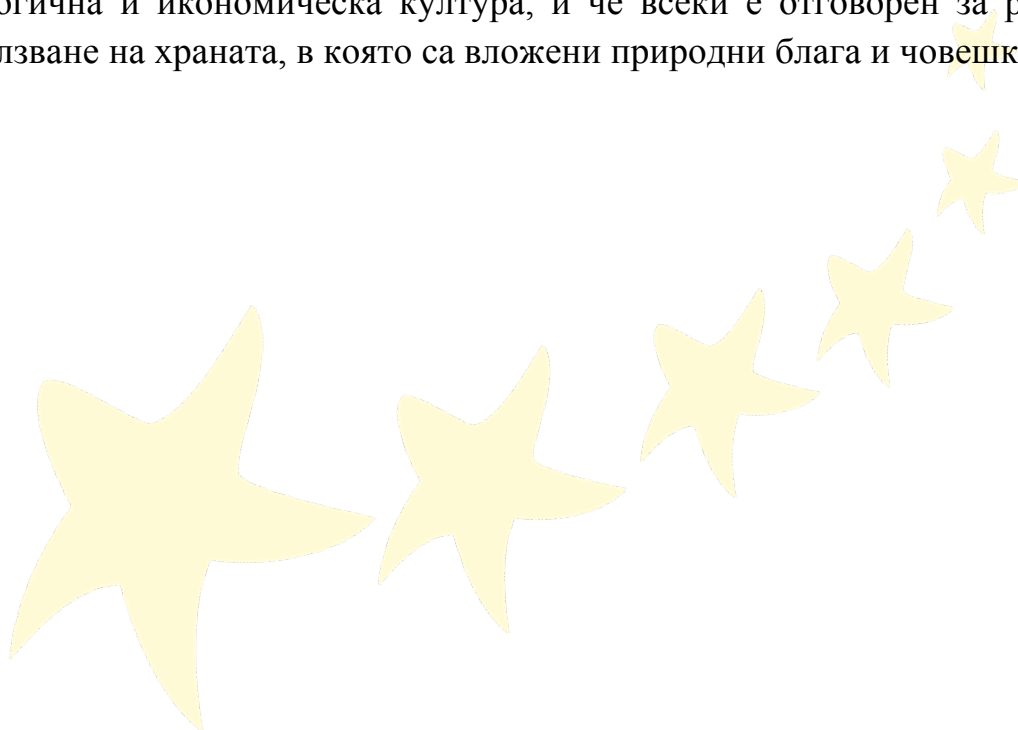 огична и икономическа култура, и че всеки е отговорен за р
лзване на храната, в която са вложени природни блага и човешк